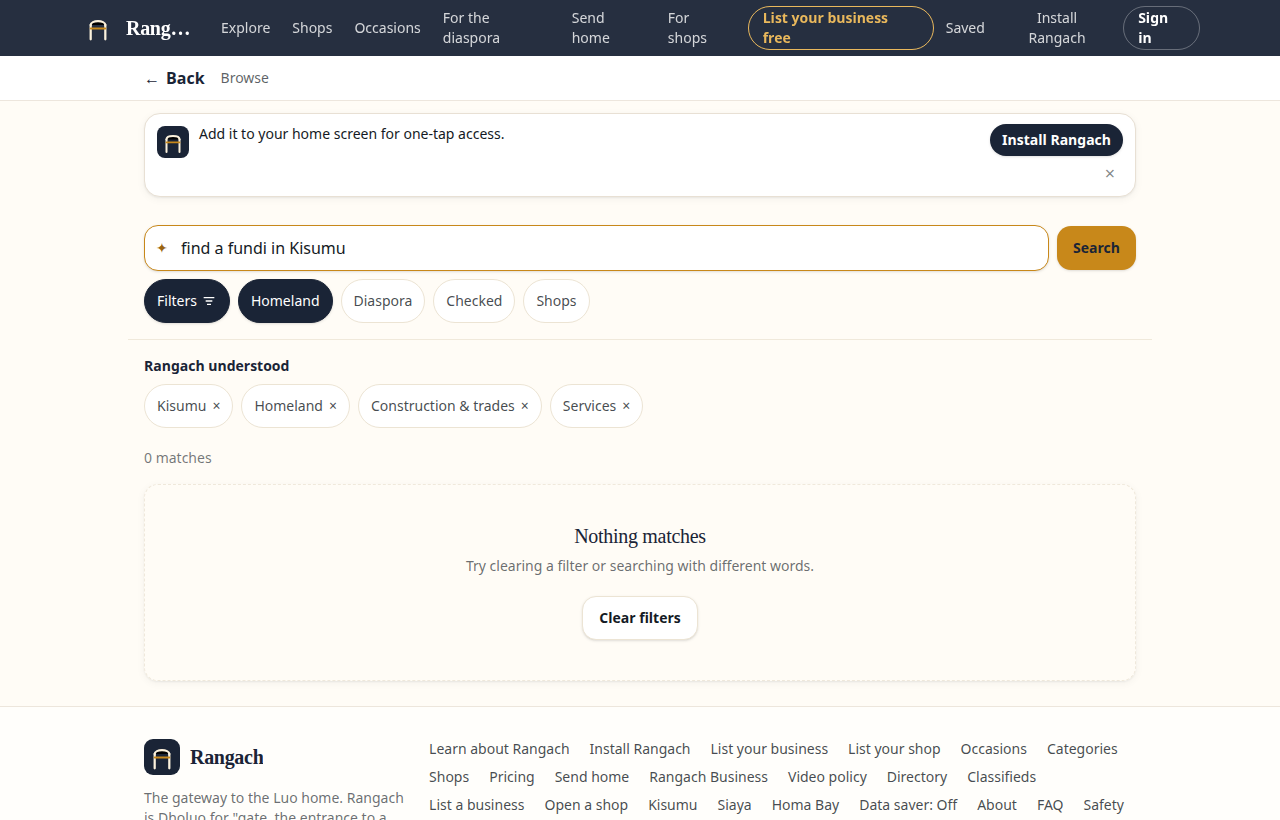 Rang…
Explore
Shops
Occasions
For the diaspora
Send home
For shops
List your business free
Saved
Install Rangach
Sign in
← Back
Browse
Add it to your home screen for one-tap access.
Install Rangach
×
✦ find a fundi in Kisumu
Search
Filters
Homeland
Diaspora
Checked
Shops
Rangach understood
Kisumu ×
Homeland ×
Construction & trades ×
Services ×
0 matches
Nothing matches
Try clearing a filter or searching with different words.
Clear filters
Rangach
The gateway to the Luo home. Rangach
is Dholuo for "gate, the entrance to a
Learn about Rangach Install Rangach List your business List your shop Occasions Categories
Shops Pricing Send home Rangach Business Video policy Directory Classifieds
List a business Open a shop Kisumu Siaya Homa Bay Data saver: Off About FAQ Safety